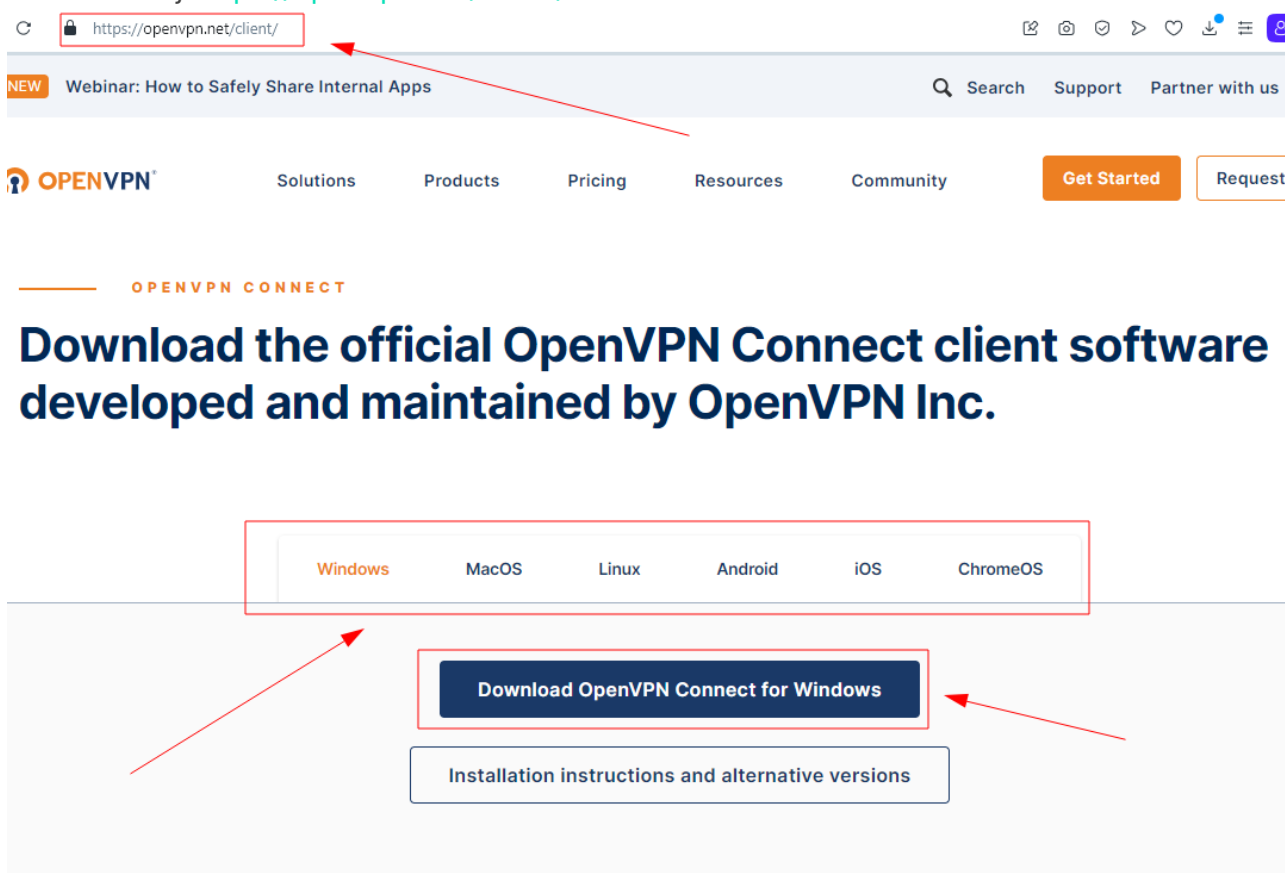 https://openvpn.net/client/
NEW Webinar: How to Safely Share Internal Apps Search Support Partner with us
OPENVPN® Solutions Products Pricing Resources Community Get Started Request
OPENVPN CONNECT
Download the official OpenVPN Connect client software
developed and maintained by OpenVPN Inc.
Windows MacOS Linux Android iOS ChromeOS
Download OpenVPN Connect for Windows
Installation instructions and alternative versions